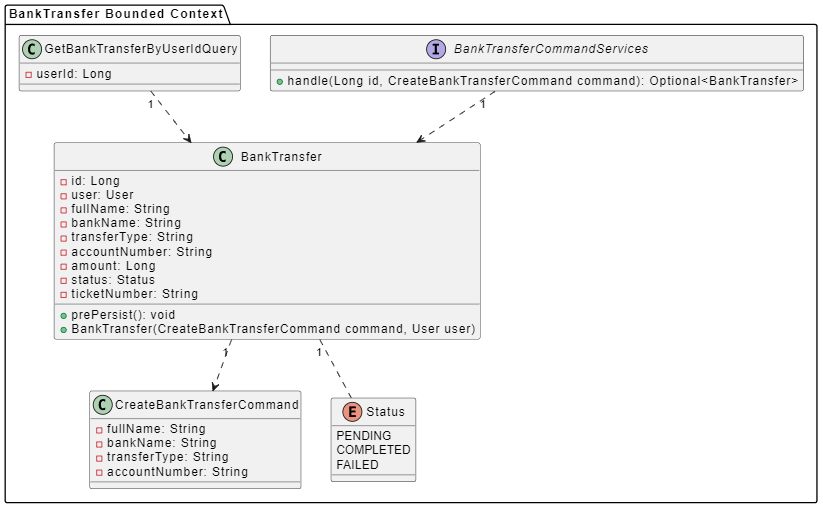 BankTransfer Bounded Context
C GetBankTransferByUserIdQuery
userId: Long
I BankTransferCommandServices
handle(Long id, CreateBankTransferCommand command): Optional<BankTransfer>
1
1
C BankTransfer
id: Long
user: User
fullName: String
bankName: String
transferType: String
accountNumber: String
amount: Long
status: Status
ticketNumber: String
prePersist(): void
BankTransfer(CreateBankTransferCommand command, User user)
1
1
C CreateBankTransferCommand
fullName: String
bankName: String
transferType: String
accountNumber: String
E Status
PENDING
COMPLETED
FAILED